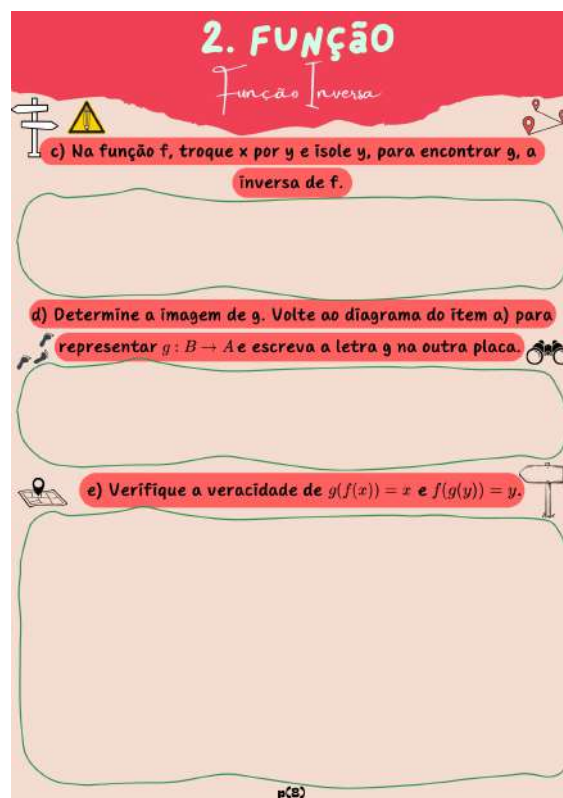 2. FUNÇÃO
Função Inversa
c) Na função f, troque x por y e isole y, para encontrar g, a
inversa de f.
d) Determine a imagem de g. Volte ao diagrama do item a) para
representar g : B → A e escreva a letra g na outra placa.
e) Verifique a veracidade de g(f(x)) = x e f(g(y)) = y.
p(8)